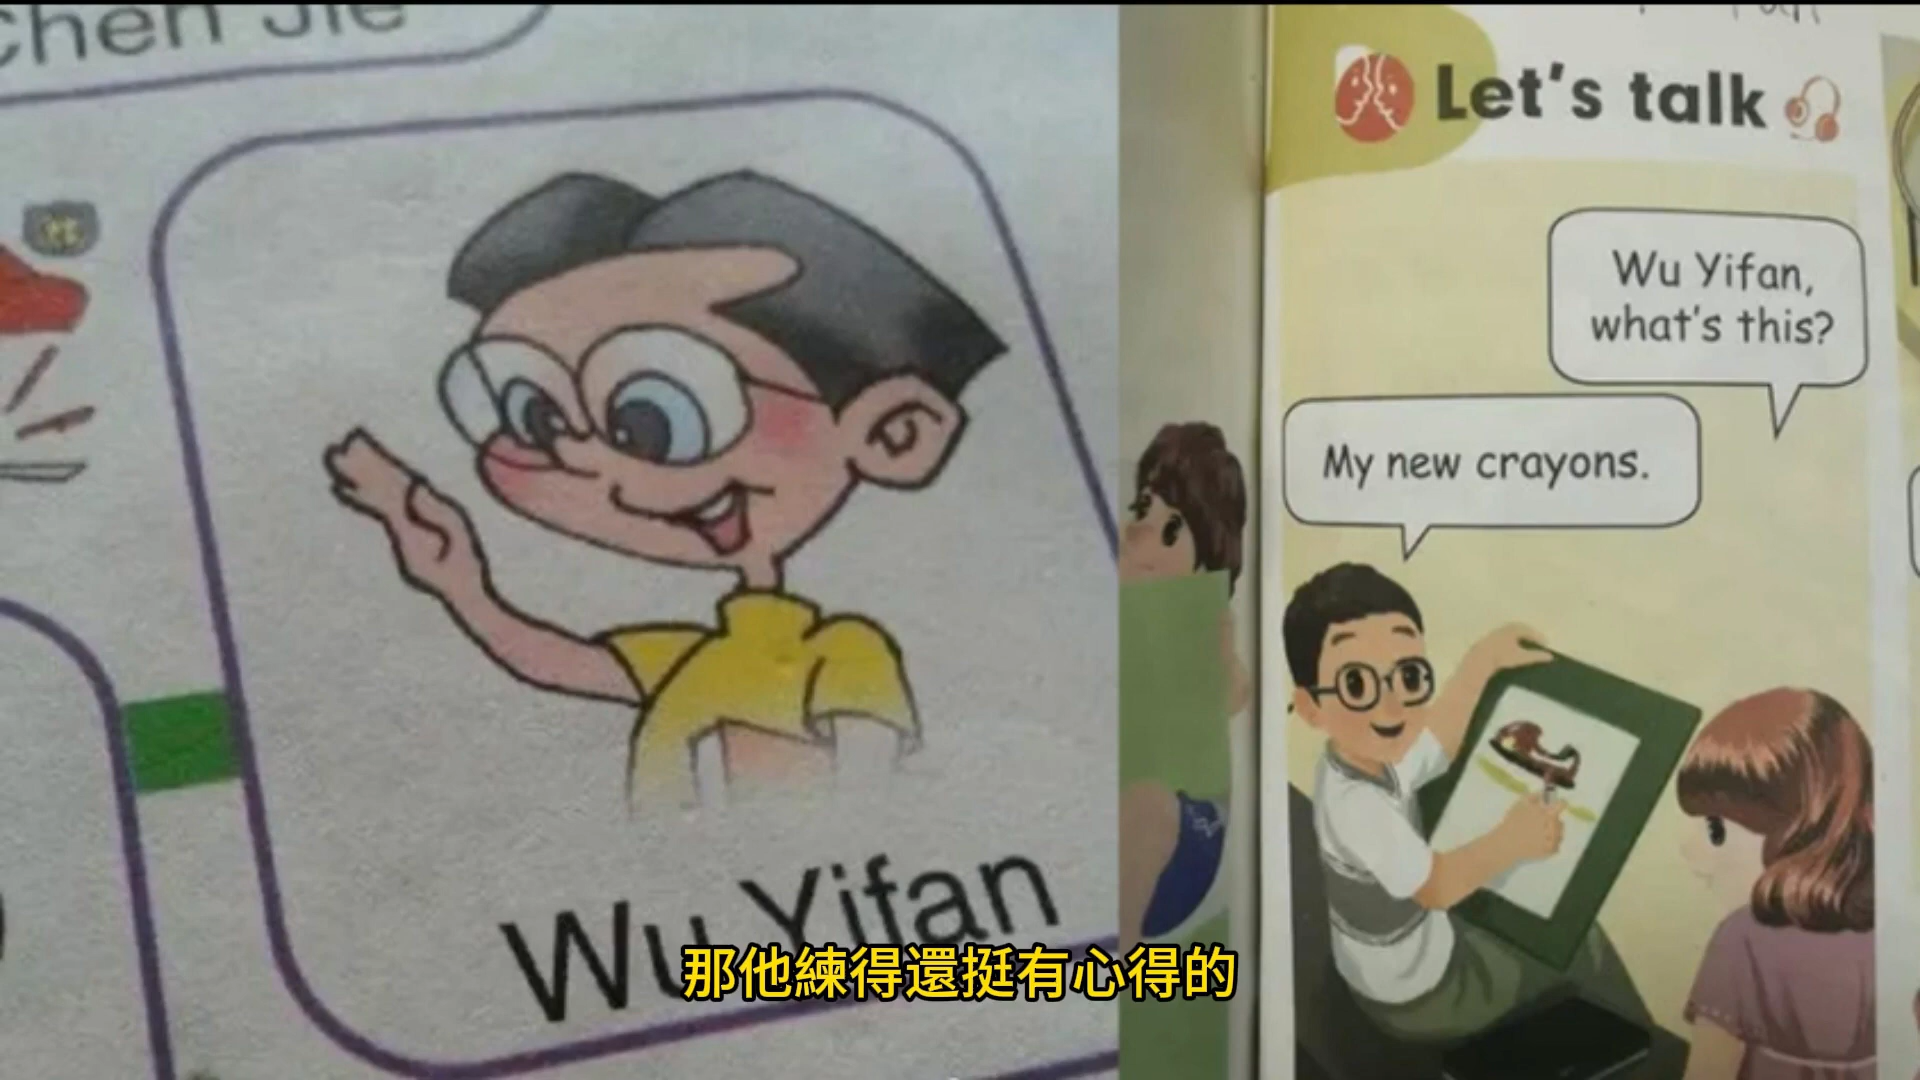 Chen Jie
Wu Yifan
Let's talk
Wu Yifan,
what's this?
My new crayons.
那他練得還挺有心得的